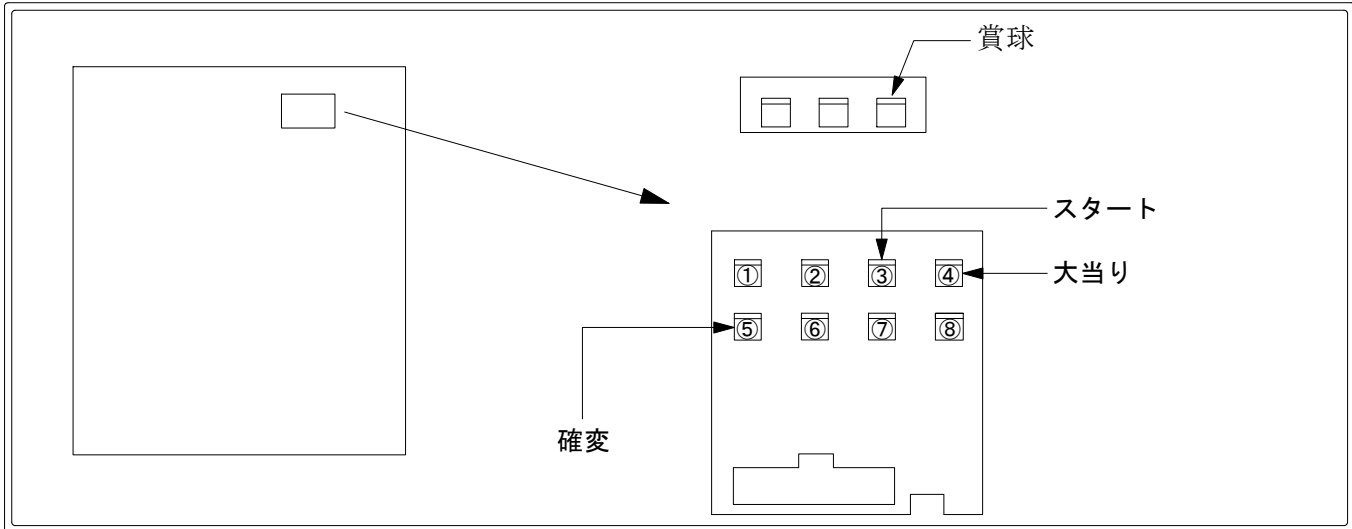 賞球
スタート
① ② ③ ④
大当り
⑤ ⑥ ⑦ ⑧
確変